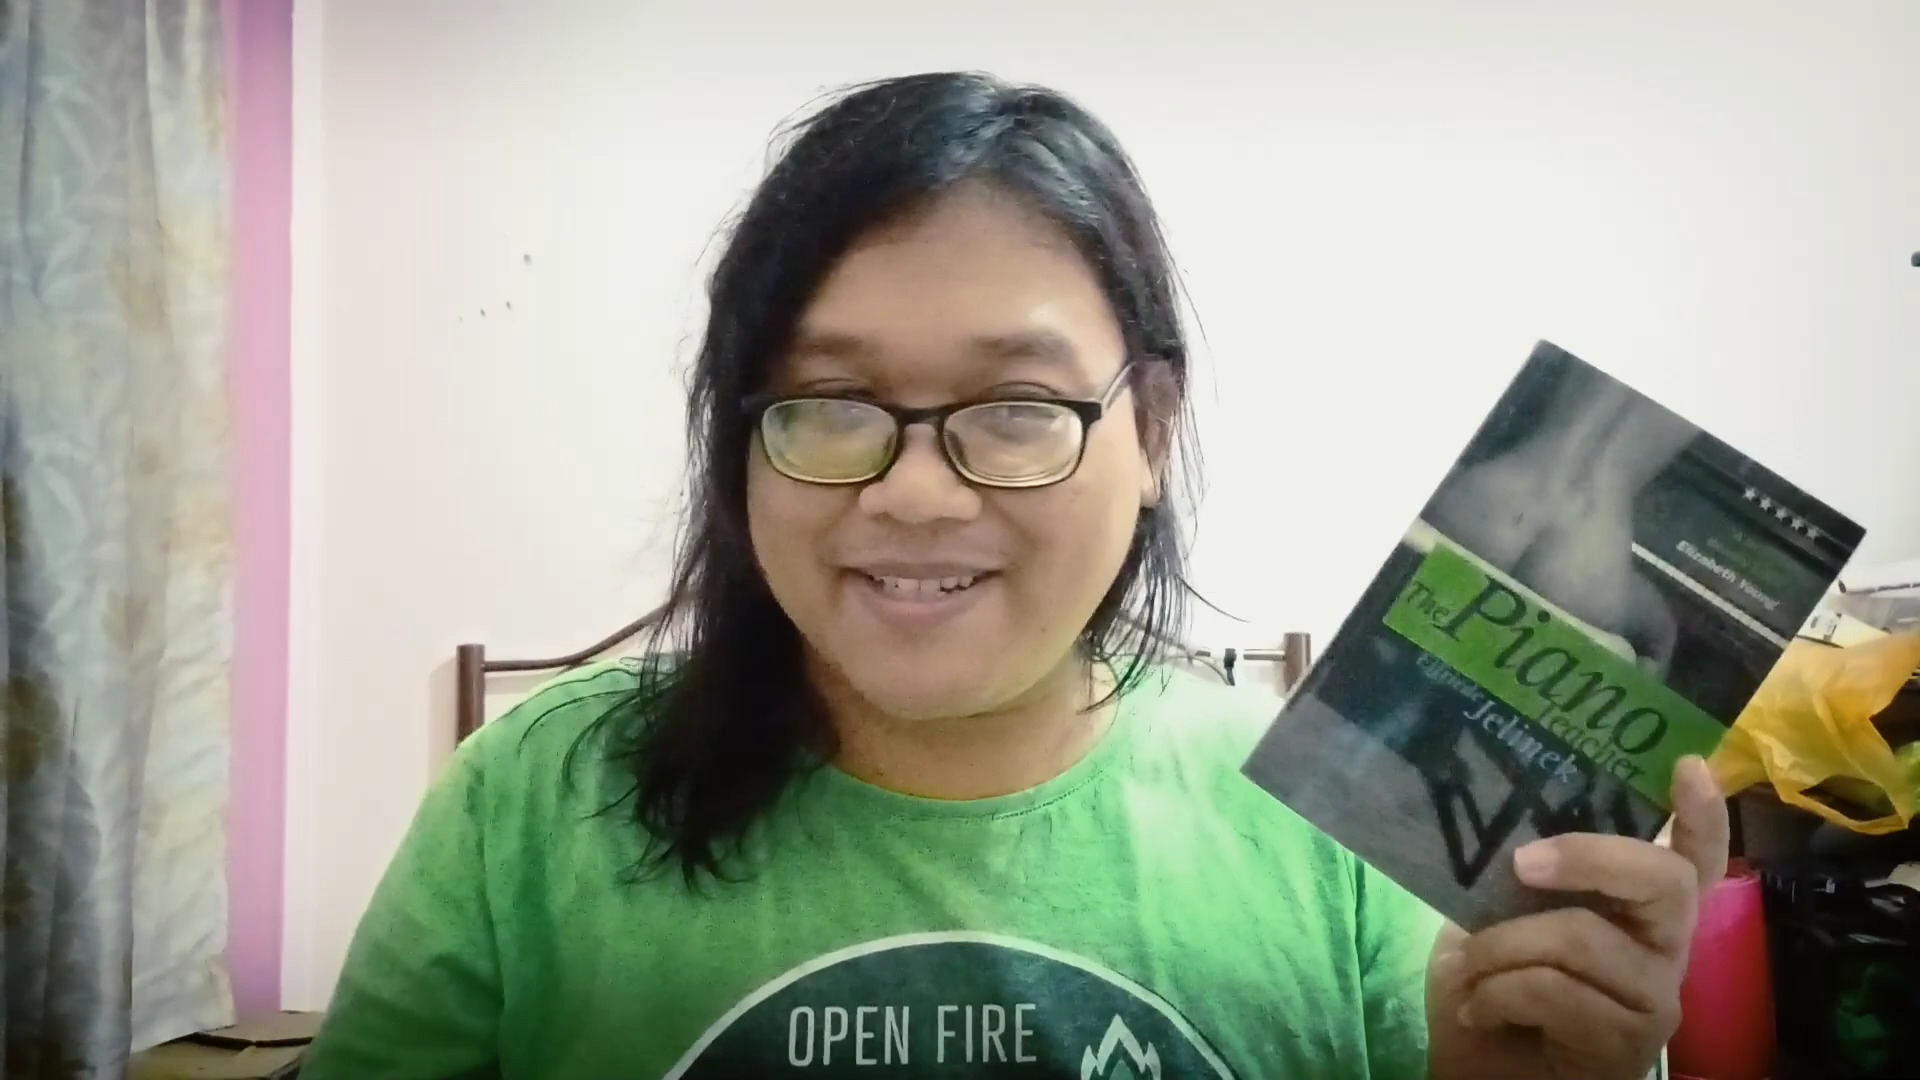 ★★★★★
Elizabeth Young
The
Piano
Teacher
Elfriede
Jelinek
OPEN FIRE